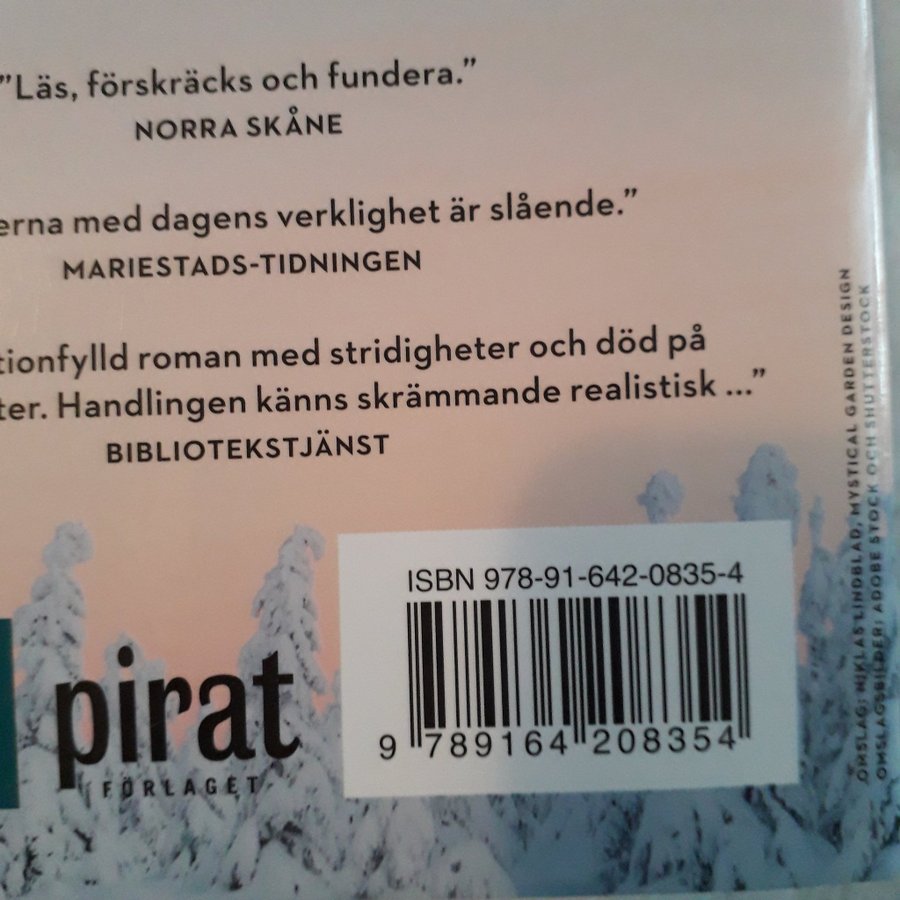 ”Läs, förskräcks och fundera.”
NORRA SKÅNE
erna med dagens verklighet är slående.”
MARIESTADS-TIDNINGEN
tionfylld roman med stridigheter och död på
ter. Handlingen känns skrämmande realistisk ...”
BIBLIOTEKSTJÄNST
ISBN 978-91-642-0835-4
9 789164 208354
pirat
FÖRLAGET
OMSLAG: NIKLAS LINDBLAD, MYSTICAL GARDEN DESIGN
OMSLAGSBILDER: ADOBE STOCK OCH SHUTTERSTOCK